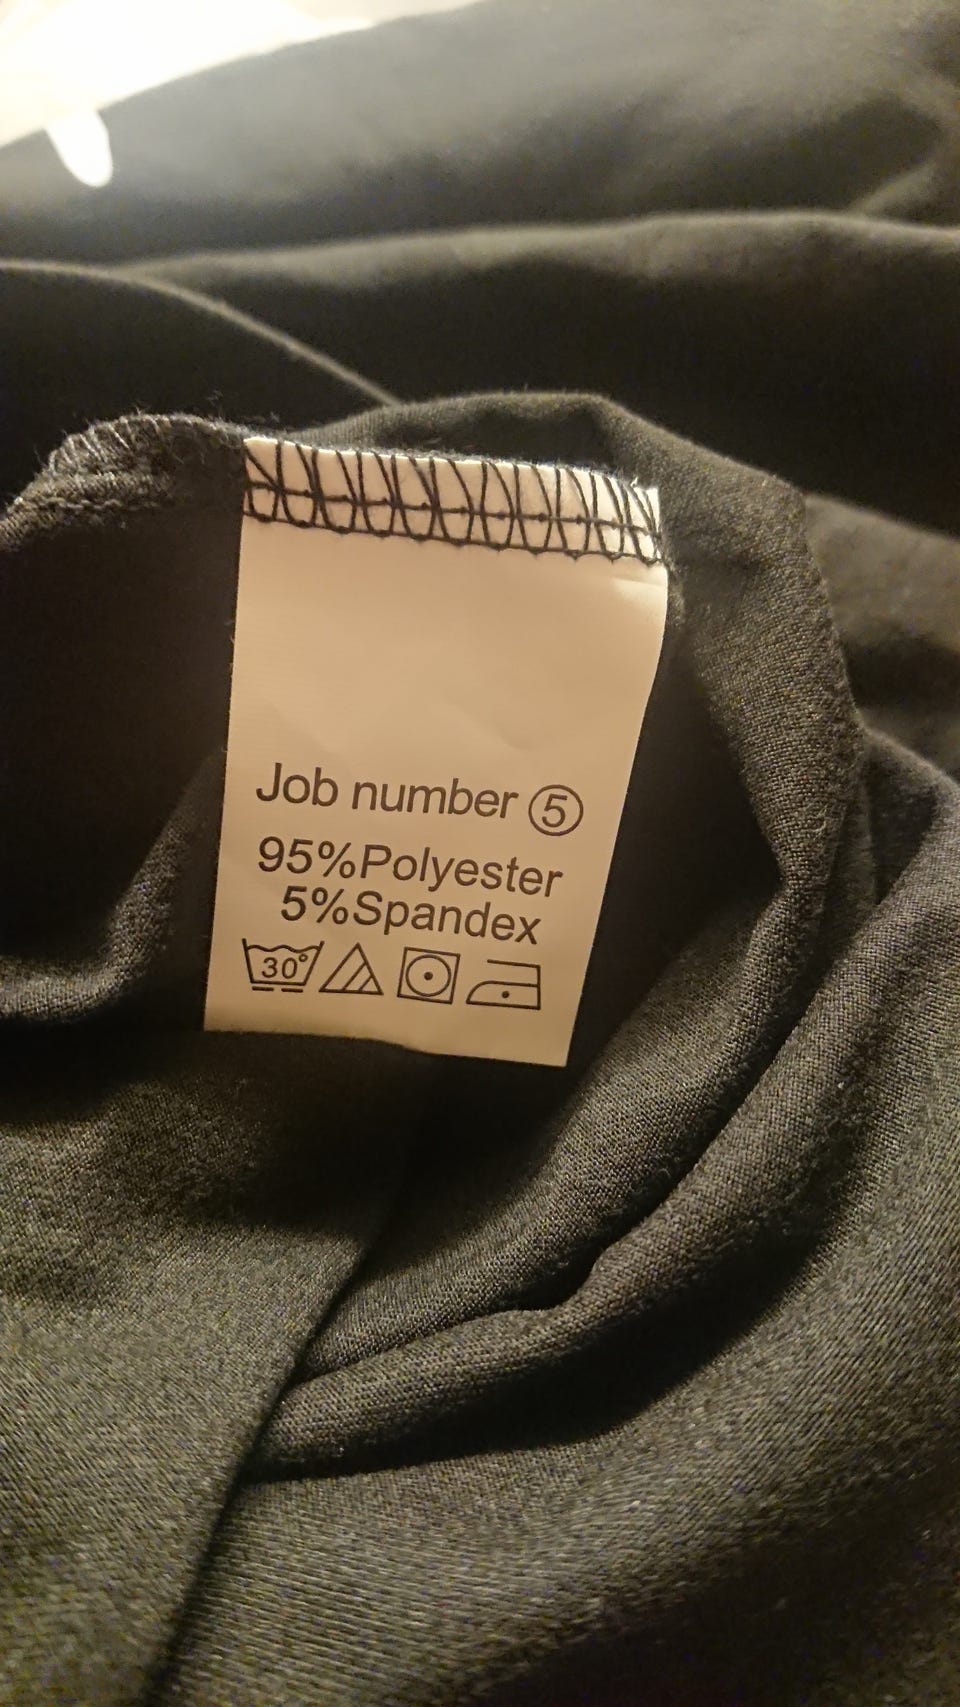 Job number ⑤
95%Polyester
5%Spandex
30°